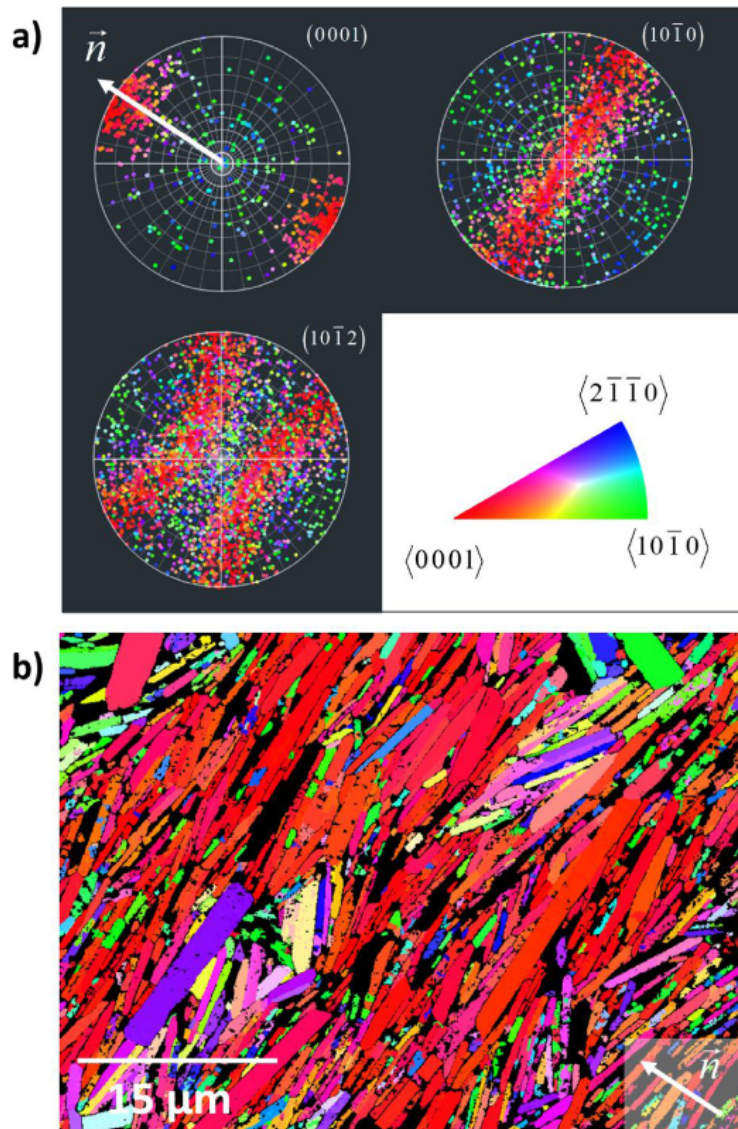 a)
n⃗
(0001)
(101̅0)
(101̅2)
⟨21̅1̅0⟩
⟨0001⟩
⟨101̅0⟩
b)
15 µm
n⃗